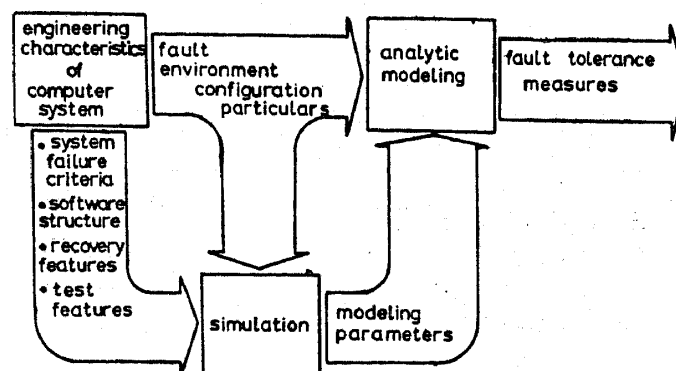 engineering
characteristics
of
computer
system
fault
environment
configuration
particulars
analytic
modeling
fault tolerance
measures
• system
failure
criteria
• software
structure
• recovery
features
• test
features
simulation
modeling
parameters